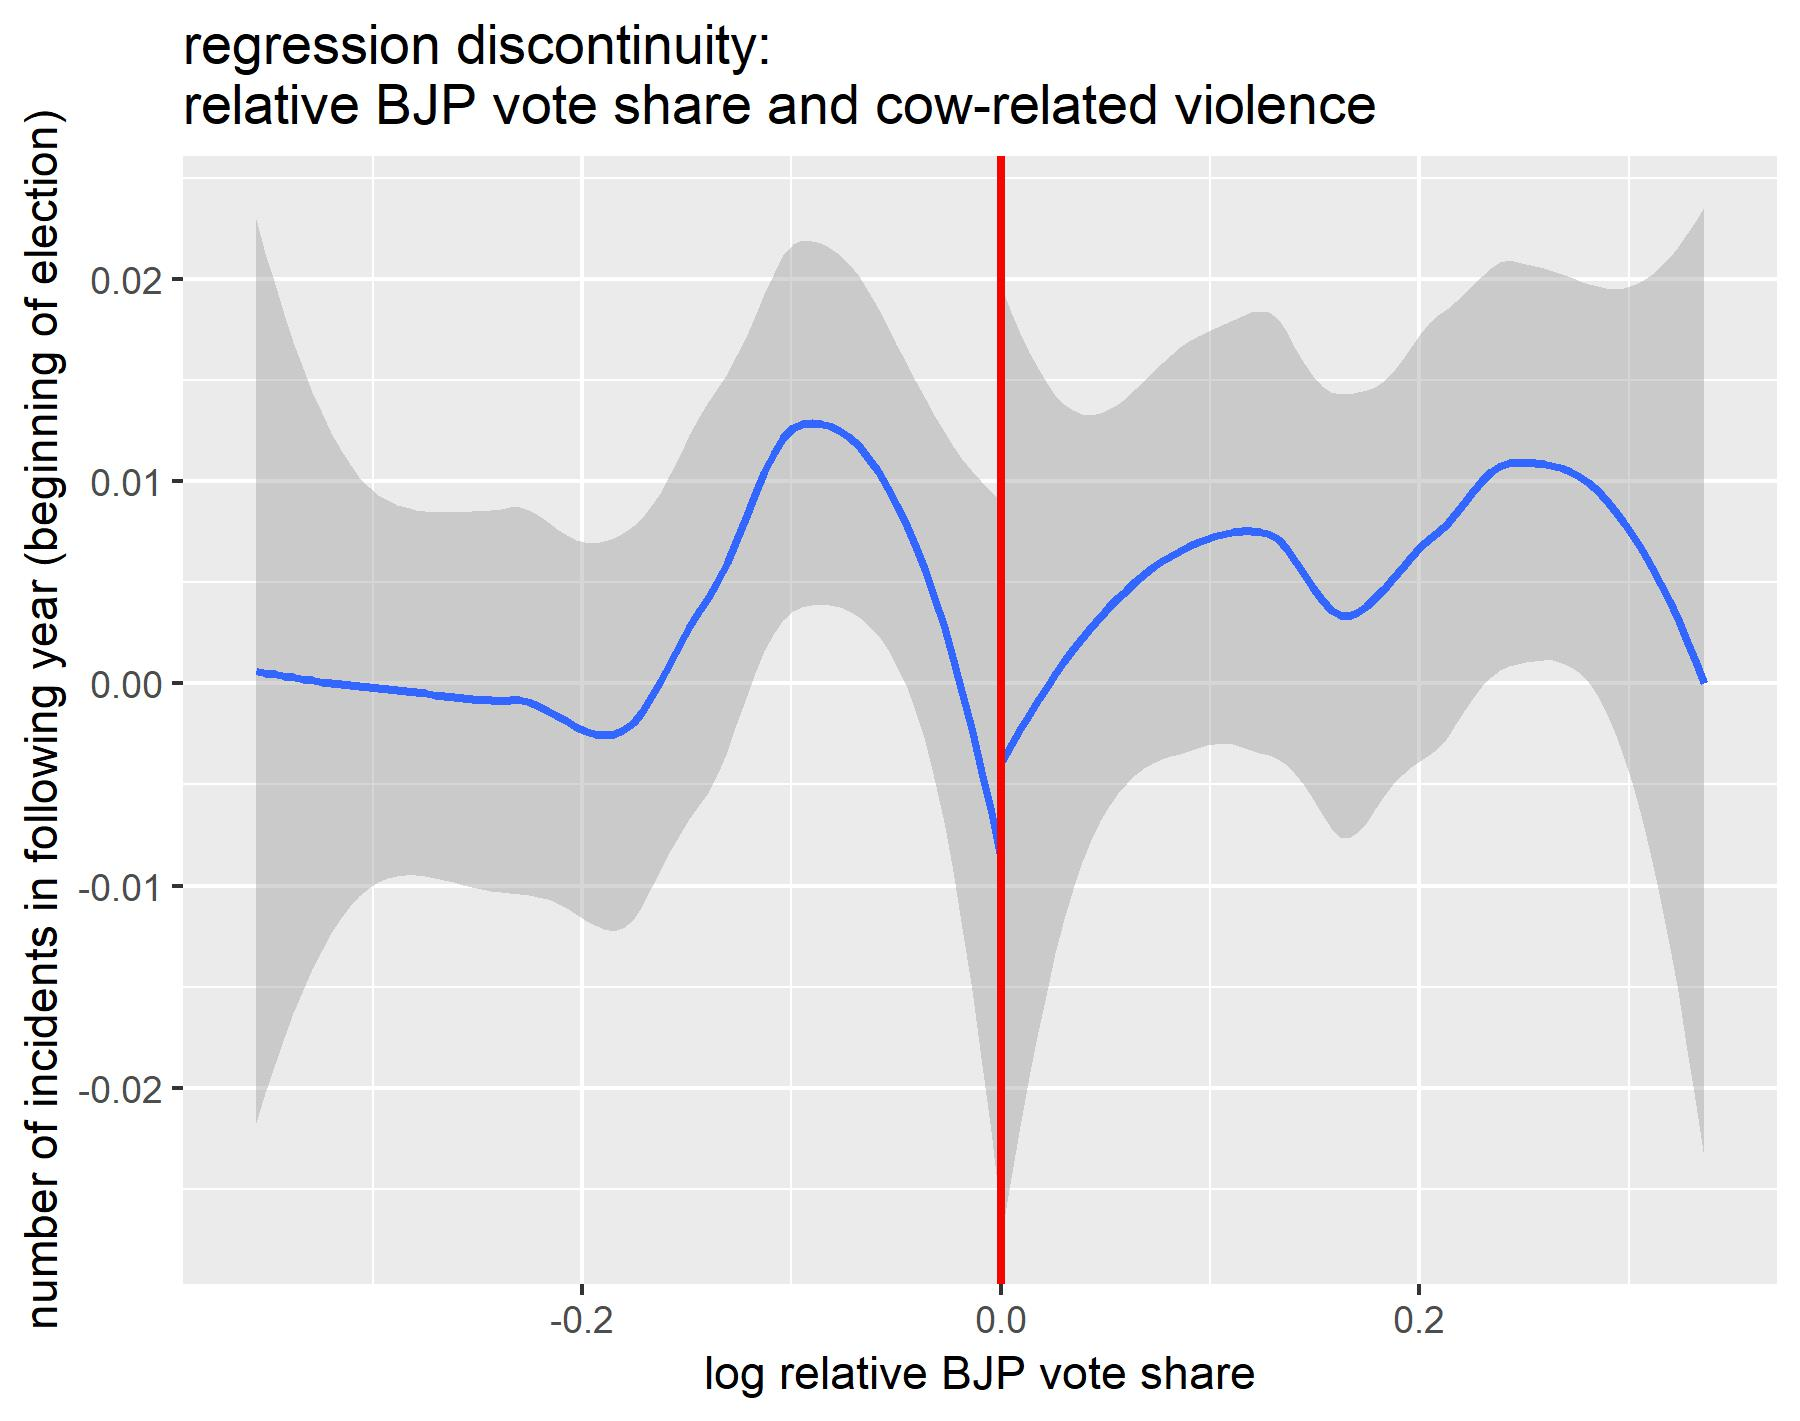 regression discontinuity:
relative BJP vote share and cow-related violence
number of incidents in following year (beginning of election)
0.02
0.01
0.00
-0.01
-0.02
-0.2
0.0
0.2
log relative BJP vote share